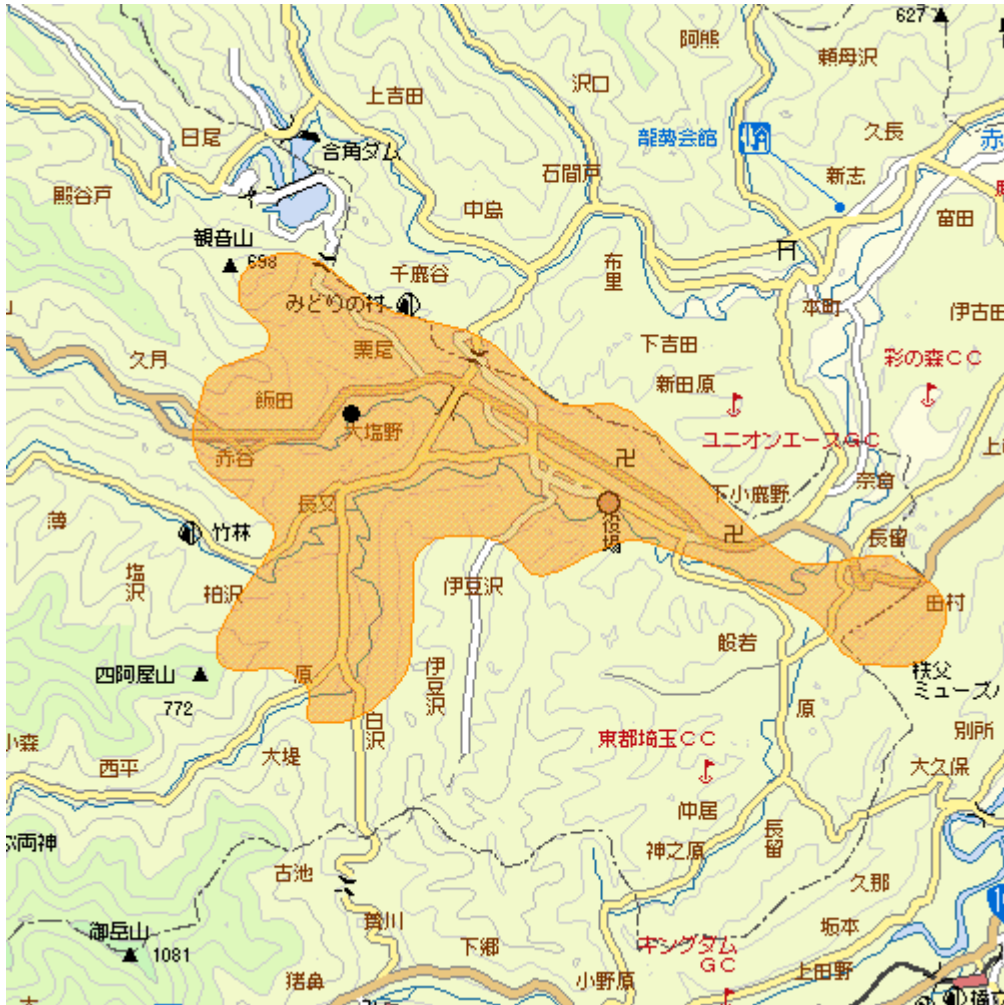 627
阿熊
頼母沢
上吉田
沢口
日尾
久長
合角ダム
龍勢会館
赤
石間戸
新志
殿谷戸
中島
富田
観音山
698
千鹿谷
布里
みどりの村
本町
伊古田
栗尾
下吉田
久月
彩の森CC
飯田
新田原
大塩野
ユニオンエースGC
赤谷
卍
奈倉
長又
下小鹿野
薄
竹林
役場
卍
長留
塩沢
柏沢
伊豆沢
田村
般若
四阿屋山
原
伊豆沢
秩父
ミューズパ
772
白沢
原
小森
別所
西平
大堤
東都埼玉CC
大久保
仲居
両神
神之原
長留
古池
久那
贄川
坂本
御岳山
1081
下郷
キングダム
GC
上田野
猪鼻
小野原